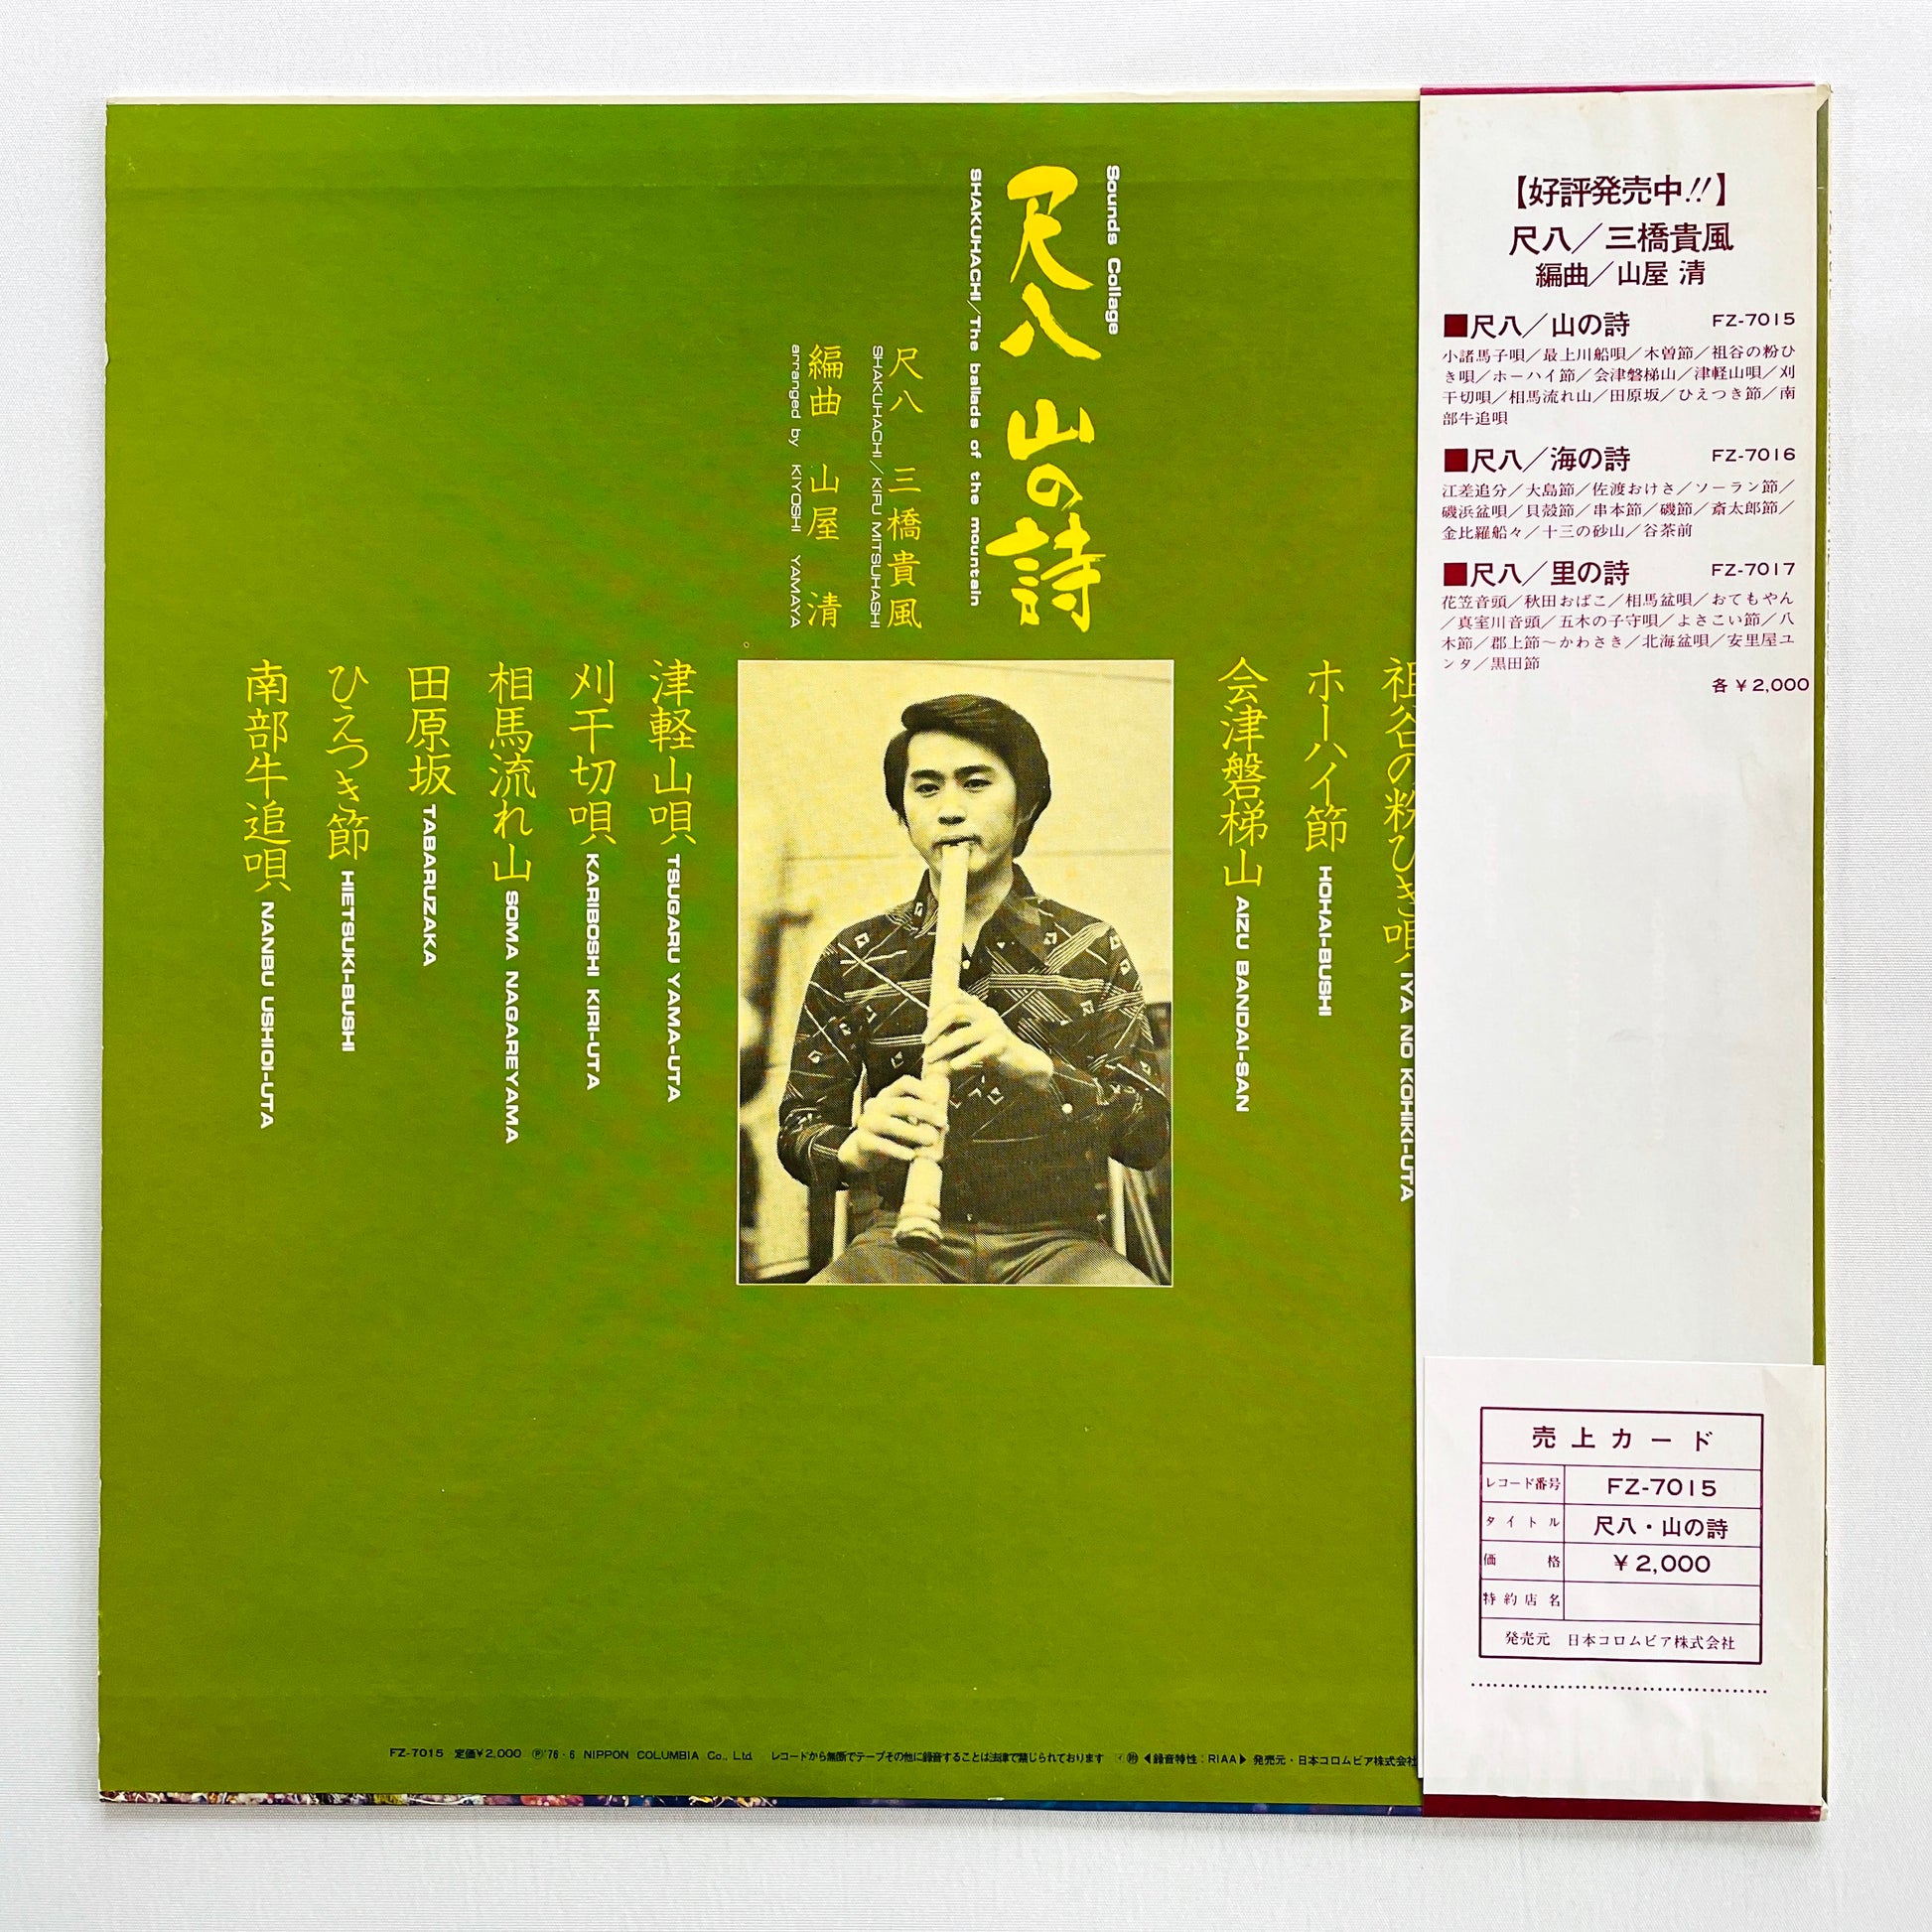 Sounds Collage
尺八 山の詩
SHAKUHACHI/The ballads of the mountain
尺八 三橋貴風
SHAKUHACHI/KIFU MITSUHASHI
編曲 山屋 清
arranged by KIYOSHI YAMAYA
祖谷の粉ひき唄 IYA NO KOHIKI-UTA
ホーハイ節 HOHAI-BUSHI
会津磐梯山 AIZU BANDAI-SAN
津軽山唄 TSUGARU YAMA-UTA
刈干切唄 KARIBOSHI KIRI-UTA
相馬流れ山 SOMA NAGAREYAMA
田原坂 TABARUZAKA
ひえつき節 HIETSUKI-BUSHI
南部牛追唄 NANBU USHIOI-UTA
FZ-7015 定価¥2,000 Ⓟ'76・6 NIPPON COLUMBIA Co., Ltd. レコードから無断でテープその他に録音することは法律で禁じられております ◀録音特性:RIAA▶ 発売元・日本コロムビア株式会社
【好評発売中!!】
尺八/三橋貴風
編曲/山屋 清
■尺八/山の詩 FZ-7015
小諸馬子唄/最上川船唄/木曽節/祖谷の粉ひ
き唄/ホーハイ節/会津磐梯山/津軽山唄/刈
干切唄/相馬流れ山/田原坂/ひえつき節/南
部牛追唄
■尺八/海の詩 FZ-7016
江差追分/大島節/佐渡おけさ/ソーラン節/
磯浜盆唄/貝殻節/串本節/磯節/斎太郎節/
金比羅船々/十三の砂山/谷茶前
■尺八/里の詩 FZ-7017
花笠音頭/秋田おばこ/相馬盆唄/おてもやん
/真室川音頭/五木の子守唄/よさこい節/八
木節/郡上節〜かわさき/北海盆唄/安里屋ユ
ンタ/黒田節
各¥2,000
売上カード
レコード番号 FZ-7015
タイトル 尺八・山の詩
価格 ¥2,000
特約店名
発売元 日本コロムビア株式会社